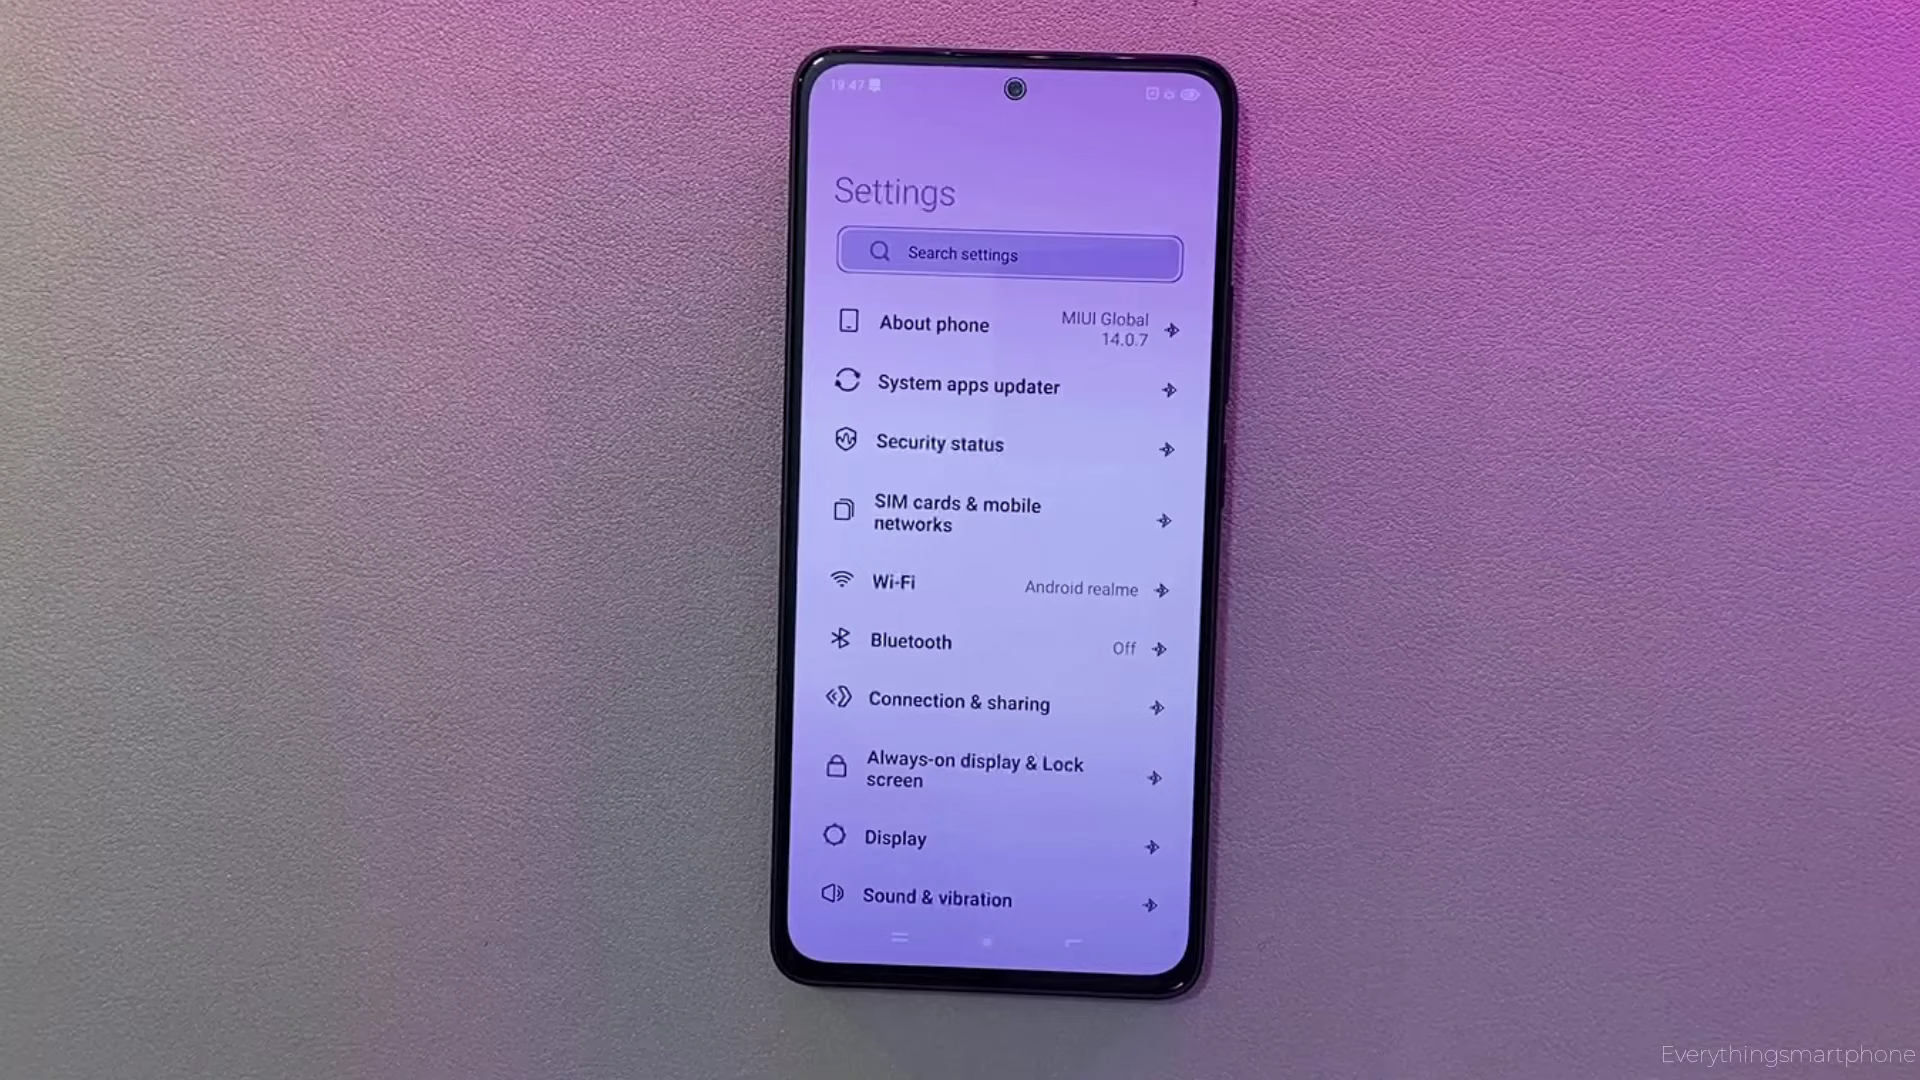 19:47
Settings
Search settings
About phone
MIUI Global
14.0.7
System apps updater
Security status
SIM cards & mobile
networks
Wi-Fi
Android realme
Bluetooth
Off
Connection & sharing
Always-on display & Lock
screen
Display
Sound & vibration
Everythingsmartphone